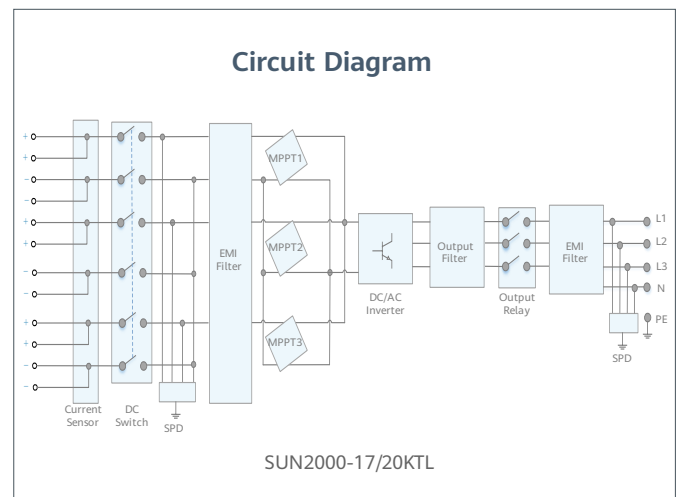 Circuit Diagram
+
+
−
−
+
+
−
−
+
+
−
−
Current
Sensor
DC
Switch
SPD
EMI
Filter
MPPT1
MPPT2
MPPT3
DC/AC
Inverter
Output
Filter
Output
Relay
EMI
Filter
L1
L2
L3
N
PE
SPD
SUN2000-17/20KTL